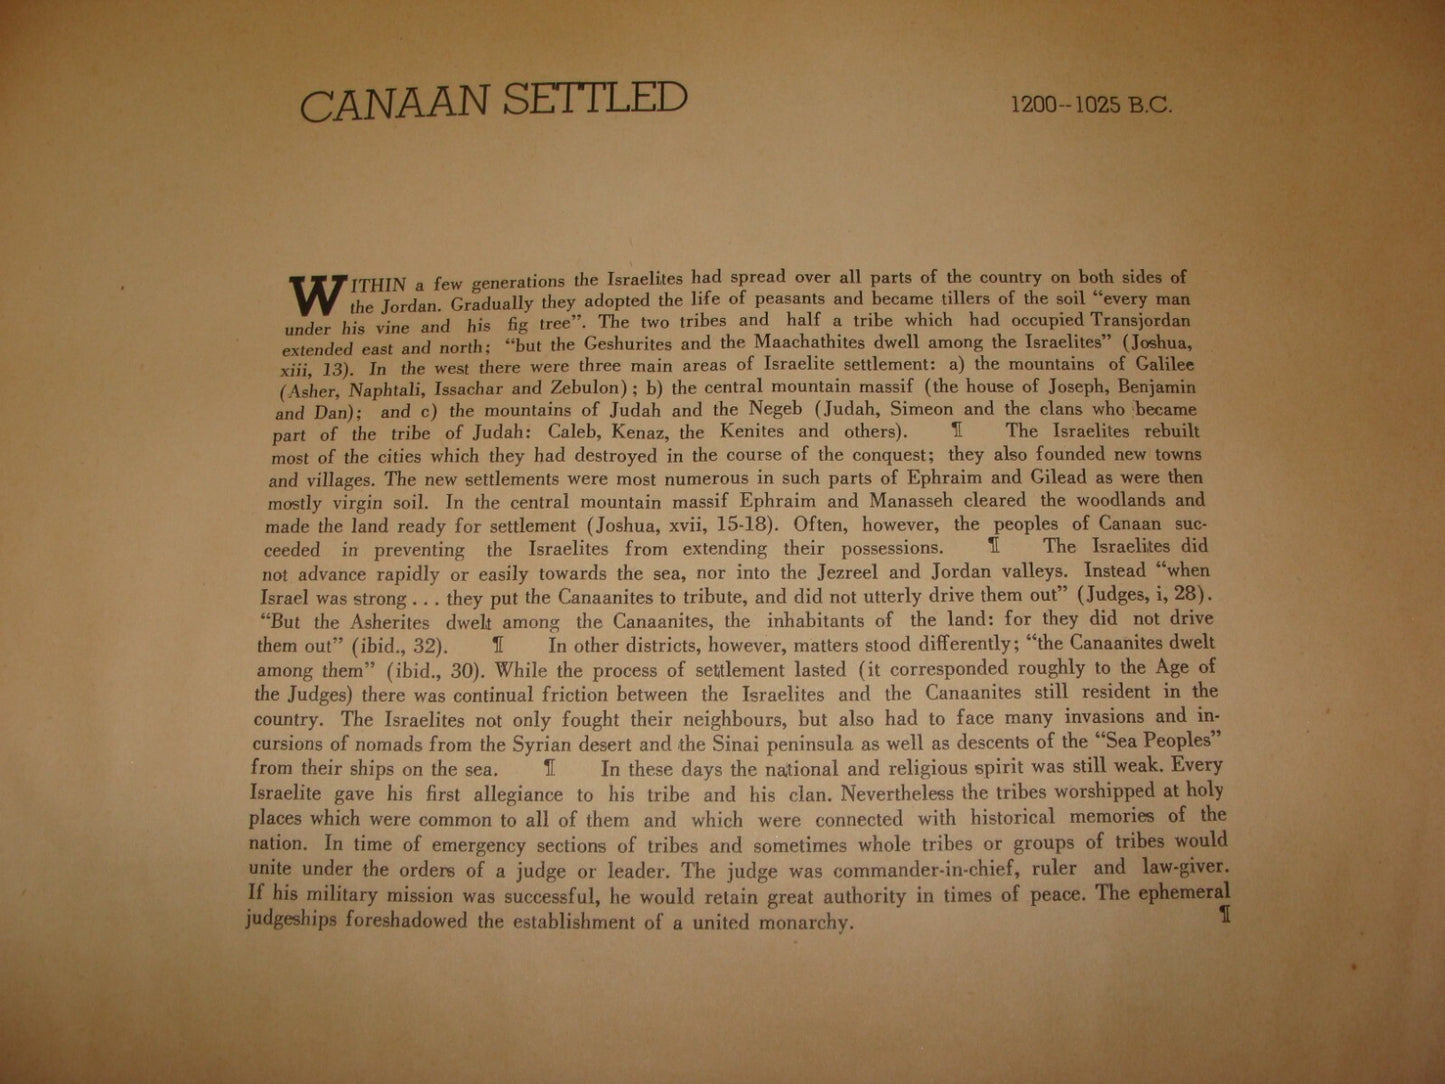 CANAAN SETTLED
1200--1025 B.C.
WITHIN a few generations the Israelites had spread over all parts of the country on both sides of
the Jordan. Gradually they adopted the life of peasants and became tillers of the soil “every man
under his vine and his fig tree”. The two tribes and half a tribe which had occupied Transjordan
extended east and north; “but the Geshurites and the Maachathites dwell among the Israelites” (Joshua,
xiii, 13). In the west there were three main areas of Israelite settlement: a) the mountains of Galilee
(Asher, Naphtali, Issachar and Zebulon); b) the central mountain massif (the house of Joseph, Benjamin
and Dan); and c) the mountains of Judah and the Negeb (Judah, Simeon and the clans who became
part of the tribe of Judah: Caleb, Kenaz, the Kenites and others). ¶ The Israelites rebuilt
most of the cities which they had destroyed in the course of the conquest; they also founded new towns
and villages. The new settlements were most numerous in such parts of Ephraim and Gilead as were then
mostly virgin soil. In the central mountain massif Ephraim and Manasseh cleared the woodlands and
made the land ready for settlement (Joshua, xvii, 15-18). Often, however, the peoples of Canaan suc-
ceeded in preventing the Israelites from extending their possessions. ¶ The Israelites did
not advance rapidly or easily towards the sea, nor into the Jezreel and Jordan valleys. Instead “when
Israel was strong . . . they put the Canaanites to tribute, and did not utterly drive them out” (Judges, i, 28).
“But the Asherites dwelt among the Canaanites, the inhabitants of the land: for they did not drive
them out” (ibid., 32). ¶ In other districts, however, matters stood differently; “the Canaanites dwelt
among them” (ibid., 30). While the process of settlement lasted (it corresponded roughly to the Age of
the Judges) there was continual friction between the Israelites and the Canaanites still resident in the
country. The Israelites not only fought their neighbours, but also had to face many invasions and in-
cursions of nomads from the Syrian desert and the Sinai peninsula as well as descents of the “Sea Peoples”
from their ships on the sea. ¶ In these days the national and religious spirit was still weak. Every
Israelite gave his first allegiance to his tribe and his clan. Nevertheless the tribes worshipped at holy
places which were common to all of them and which were connected with historical memories of the
nation. In time of emergency sections of tribes and sometimes whole tribes or groups of tribes would
unite under the orders of a judge or leader. The judge was commander-in-chief, ruler and law-giver.
If his military mission was successful, he would retain great authority in times of peace. The ephemeral
judgeships foreshadowed the establishment of a united monarchy. ¶